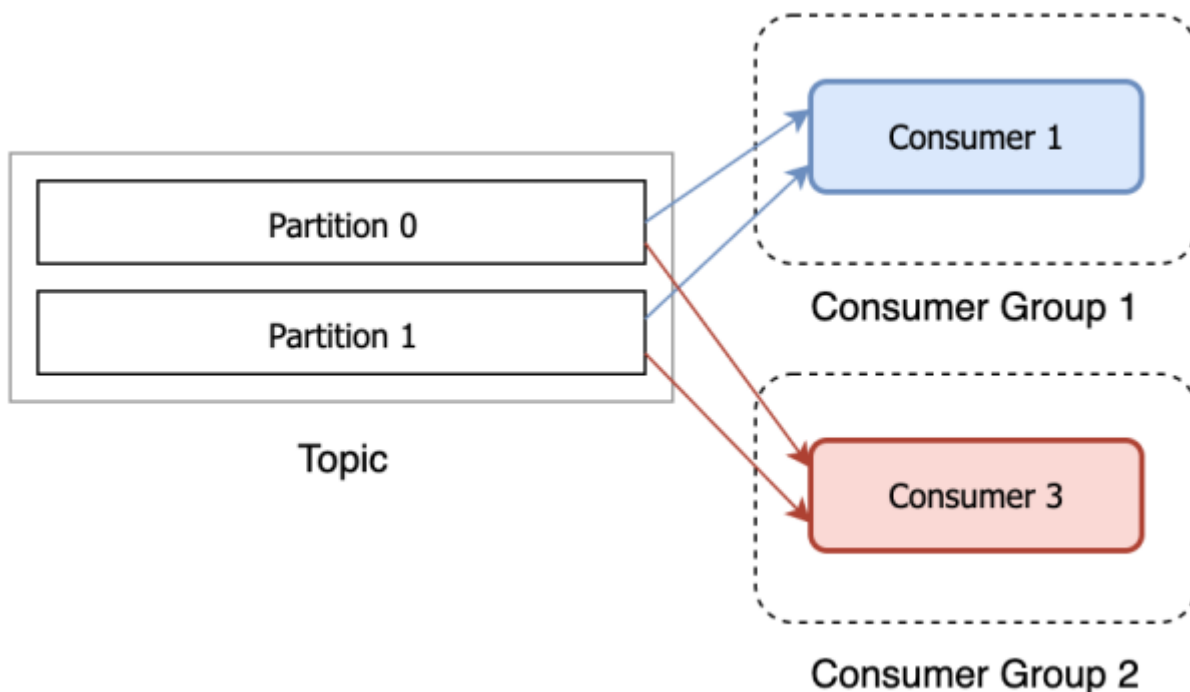 Partition 0
Partition 1
Topic
Consumer 1
Consumer Group 1
Consumer 3
Consumer Group 2